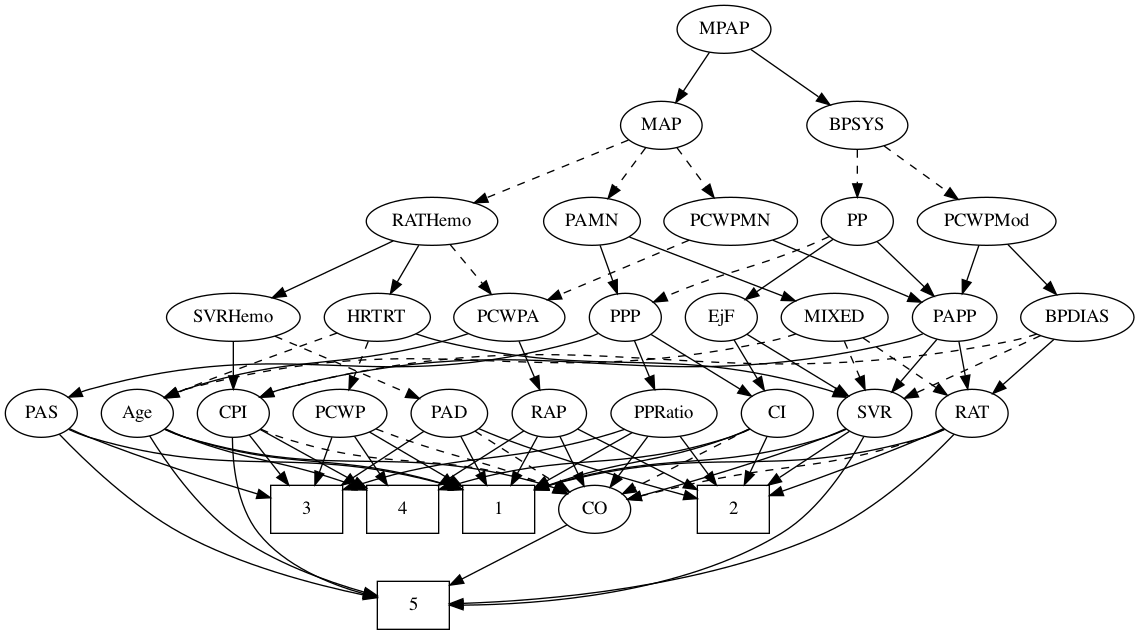 MPAP
MAP
BPSYS
RATHemo
PAMN
PCWPMN
PP
PCWPMod
SVRHemo
HRTRT
PCWPA
PPP
EjF
MIXED
PAPP
BPDIAS
PAS
Age
CPI
PCWP
PAD
RAP
PPRatio
CI
SVR
RAT
3
4
1
CO
2
5